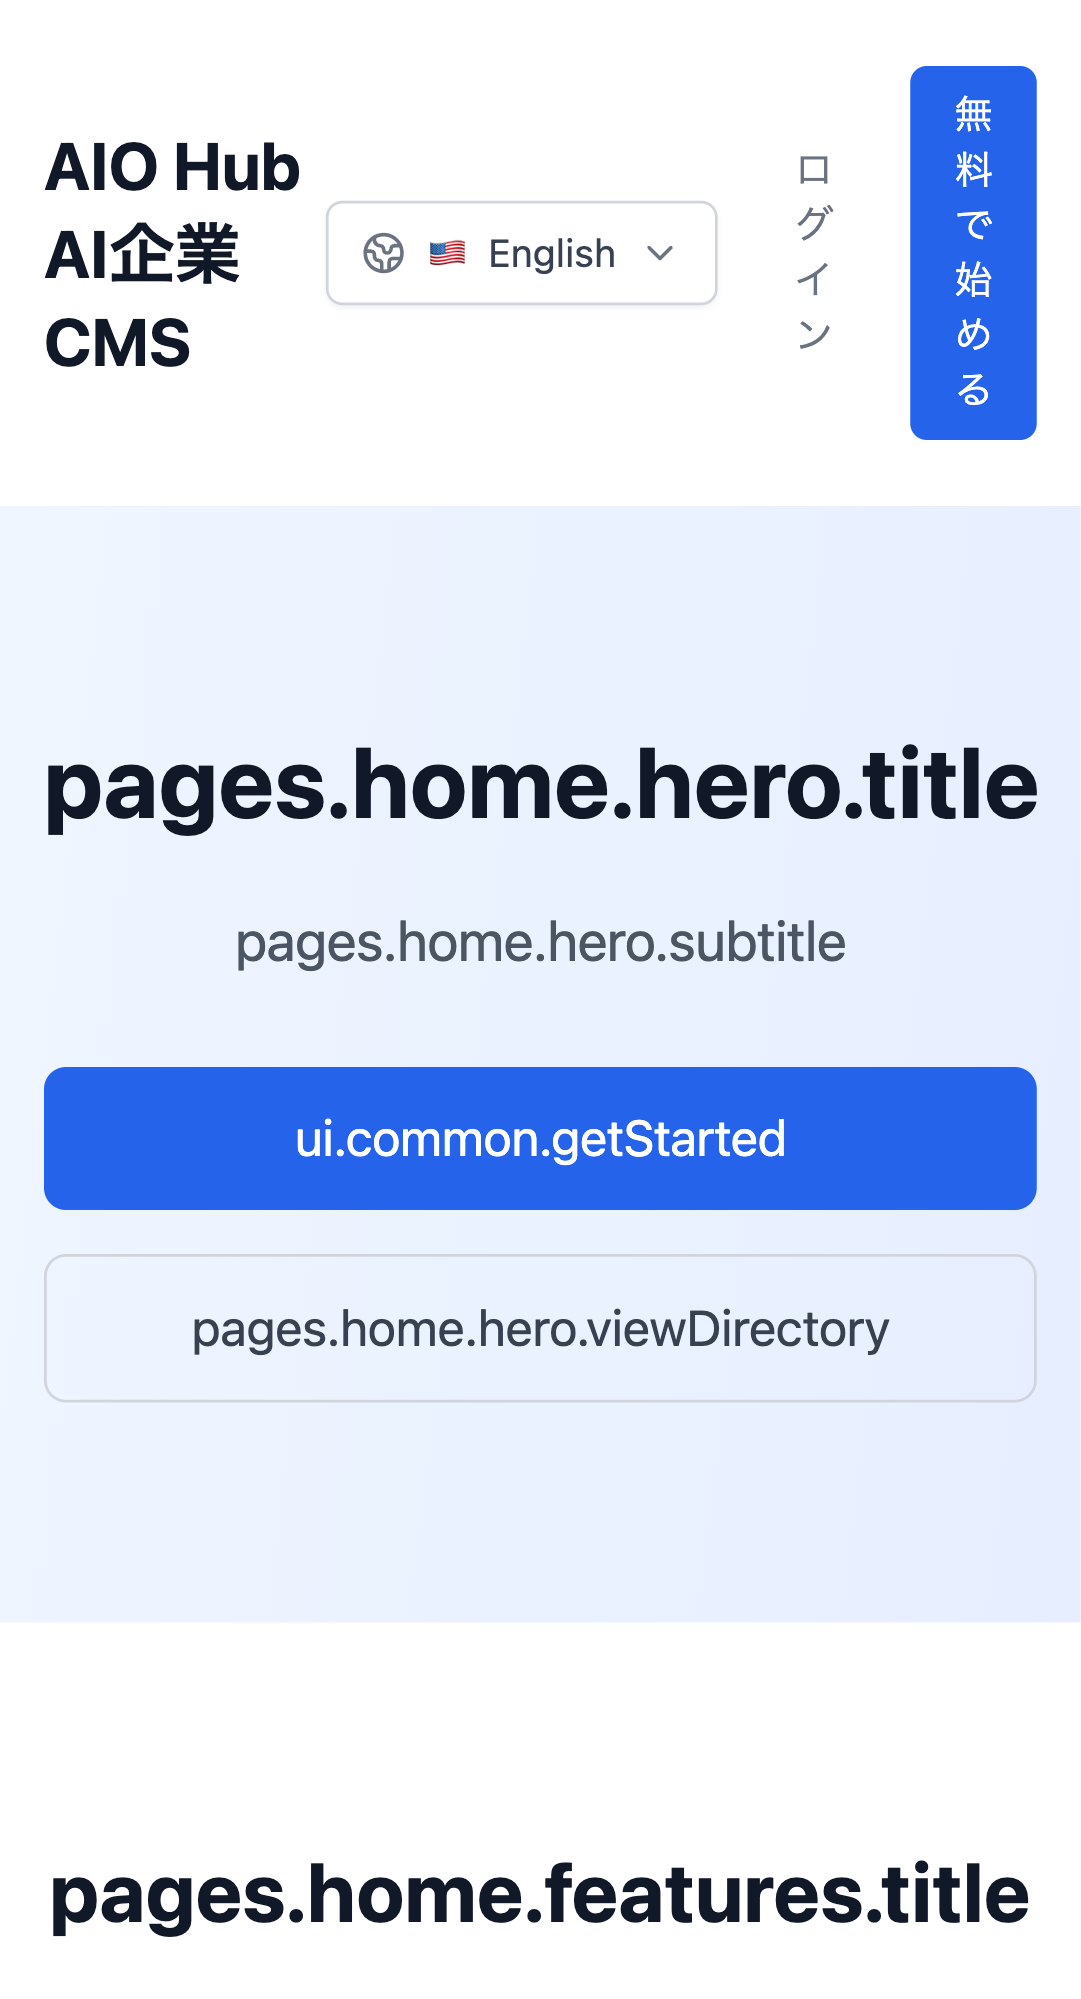 AIO Hub
AI企業
CMS
🇺🇸 English
ログイン
無料で始める
pages.home.hero.title
pages.home.hero.subtitle
ui.common.getStarted
pages.home.hero.viewDirectory
pages.home.features.title